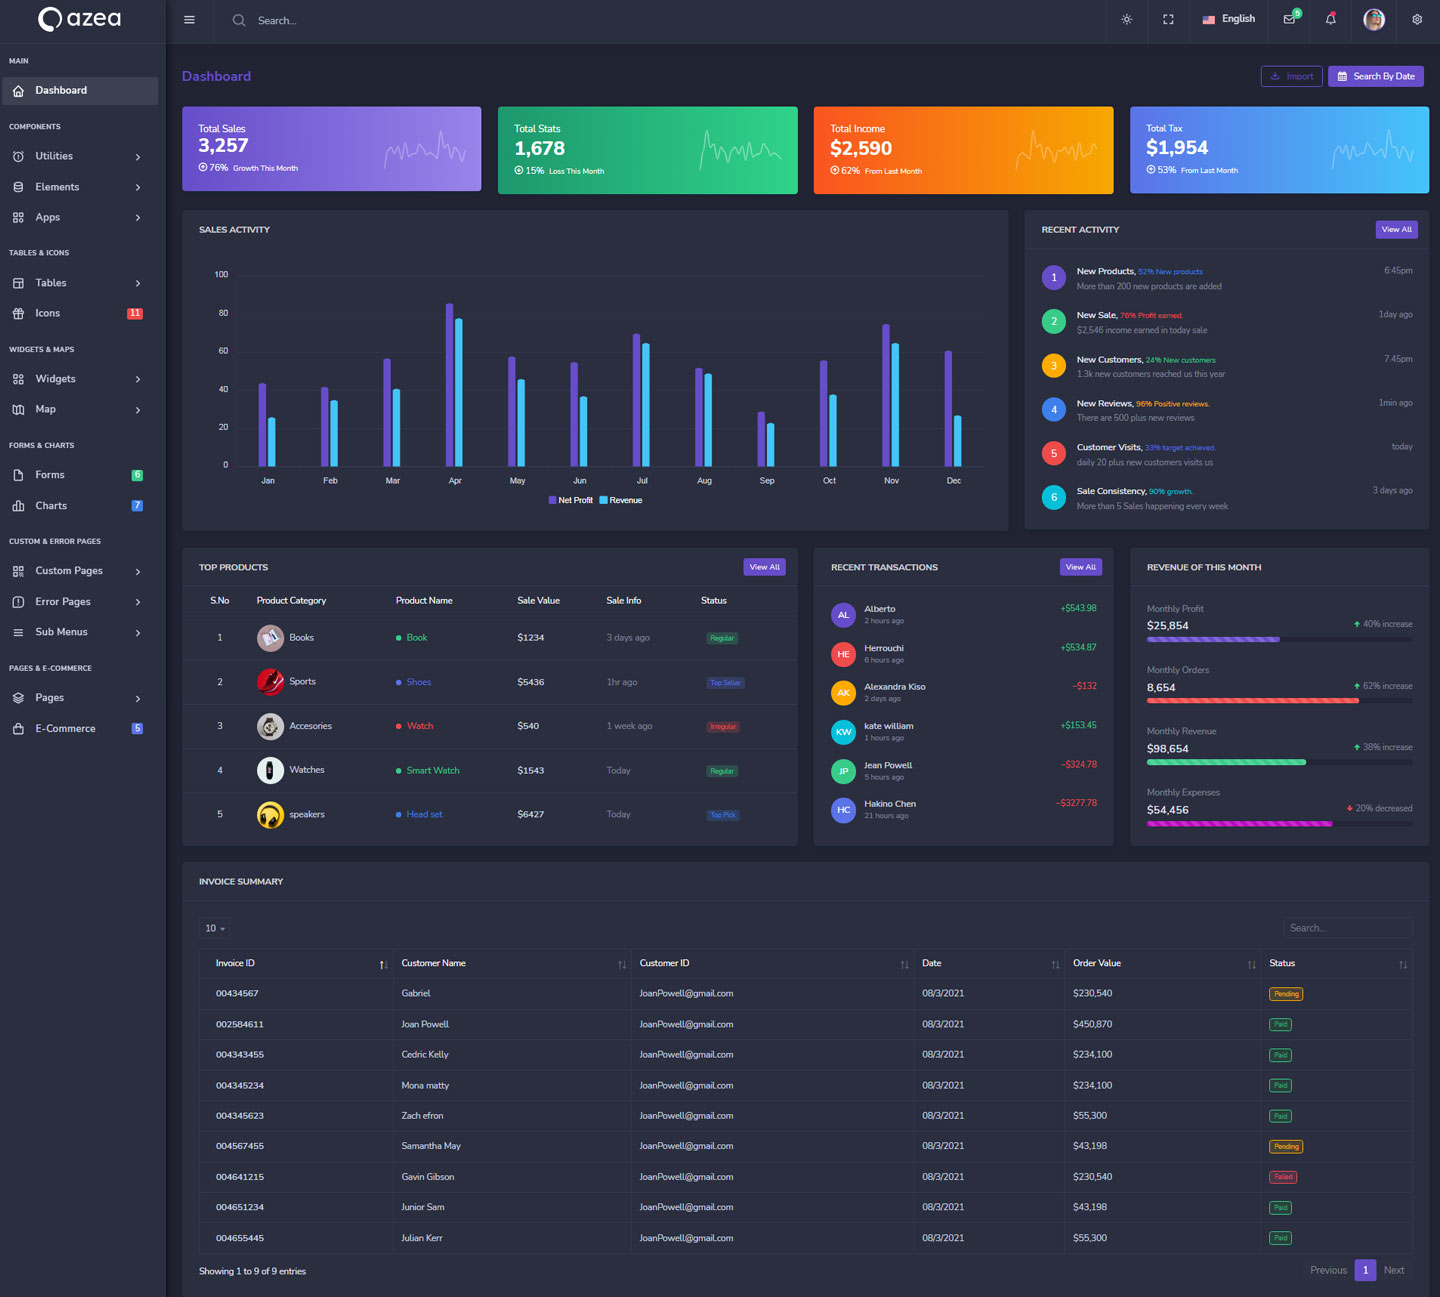 azea
Search...
English
5
MAIN
Dashboard
COMPONENTS
Utilities
Elements
Apps
TABLES & ICONS
Tables
Icons 11
WIDGETS & MAPS
Widgets
Map
FORMS & CHARTS
Forms 6
Charts 7
CUSTOM & ERROR PAGES
Custom Pages
Error Pages
Sub Menus
PAGES & E-COMMERCE
Pages
E-Commerce 5
Dashboard
Import
Search By Date
Total Sales
3,257
76% Growth This Month
Total Stats
1,678
15% Loss This Month
Total Income
$2,590
62% From Last Month
Total Tax
$1,954
53% From Last Month
SALES ACTIVITY
100
80
60
40
20
0
Jan Feb Mar Apr May Jun Jul Aug Sep Oct Nov Dec
Net Profit Revenue
RECENT ACTIVITY
View All
1 New Products, 52% New products 6:45pm
More than 200 new products are added
2 New Sale, 76% Profit earned. 1day ago
$2,546 income earned in today sale
3 New Customers, 24% New customers 7.45pm
1.3k new customers reached us this year
4 New Reviews, 96% Positive reviews. 1min ago
There are 500 plus new reviews
5 Customer Visits, 33% target achieved. today
daily 20 plus new customers visits us
6 Sale Consistency, 90% growth. 3 days ago
More than 5 Sales happening every week
TOP PRODUCTS
View All
S.No Product Category Product Name Sale Value Sale Info Status
1 Books Book $1234 3 days ago Regular
2 Sports Shoes $5436 1hr ago Top Seller
3 Accesories Watch $540 1 week ago Irregular
4 Watches Smart Watch $1543 Today Regular
5 speakers Head set $6427 Today Top Pick
RECENT TRANSACTIONS
View All
AL Alberto +$543.98
2 hours ago
HE Herrouchi +$534.87
6 hours ago
AK Alexandra Kiso −$132
2 days ago
KW kate william +$153.45
1 hours ago
JP Jean Powell −$324.78
5 hours ago
HC Hakino Chen −$3277.78
21 hours ago
REVENUE OF THIS MONTH
Monthly Profit
$25,854 40% increase
Monthly Orders
8,654 62% increase
Monthly Revenue
$98,654 38% increase
Monthly Expenses
$54,456 20% decreased
INVOICE SUMMARY
10
Search...
Invoice ID Customer Name Customer ID Date Order Value Status
00434567 Gabriel JoanPowell@gmail.com 08/3/2021 $230,540 Pending
002584611 Joan Powell JoanPowell@gmail.com 08/3/2021 $450,870 Paid
004343455 Cedric Kelly JoanPowell@gmail.com 08/3/2021 $234,100 Paid
004345234 Mona matty JoanPowell@gmail.com 08/3/2021 $234,100 Paid
004345623 Zach efron JoanPowell@gmail.com 08/3/2021 $55,300 Paid
004567455 Samantha May JoanPowell@gmail.com 08/3/2021 $43,198 Pending
004641215 Gavin Gibson JoanPowell@gmail.com 08/3/2021 $230,540 Failed
004651234 Junior Sam JoanPowell@gmail.com 08/3/2021 $43,198 Paid
004655445 Julian Kerr JoanPowell@gmail.com 08/3/2021 $55,300 Paid
Showing 1 to 9 of 9 entries
Previous 1 Next